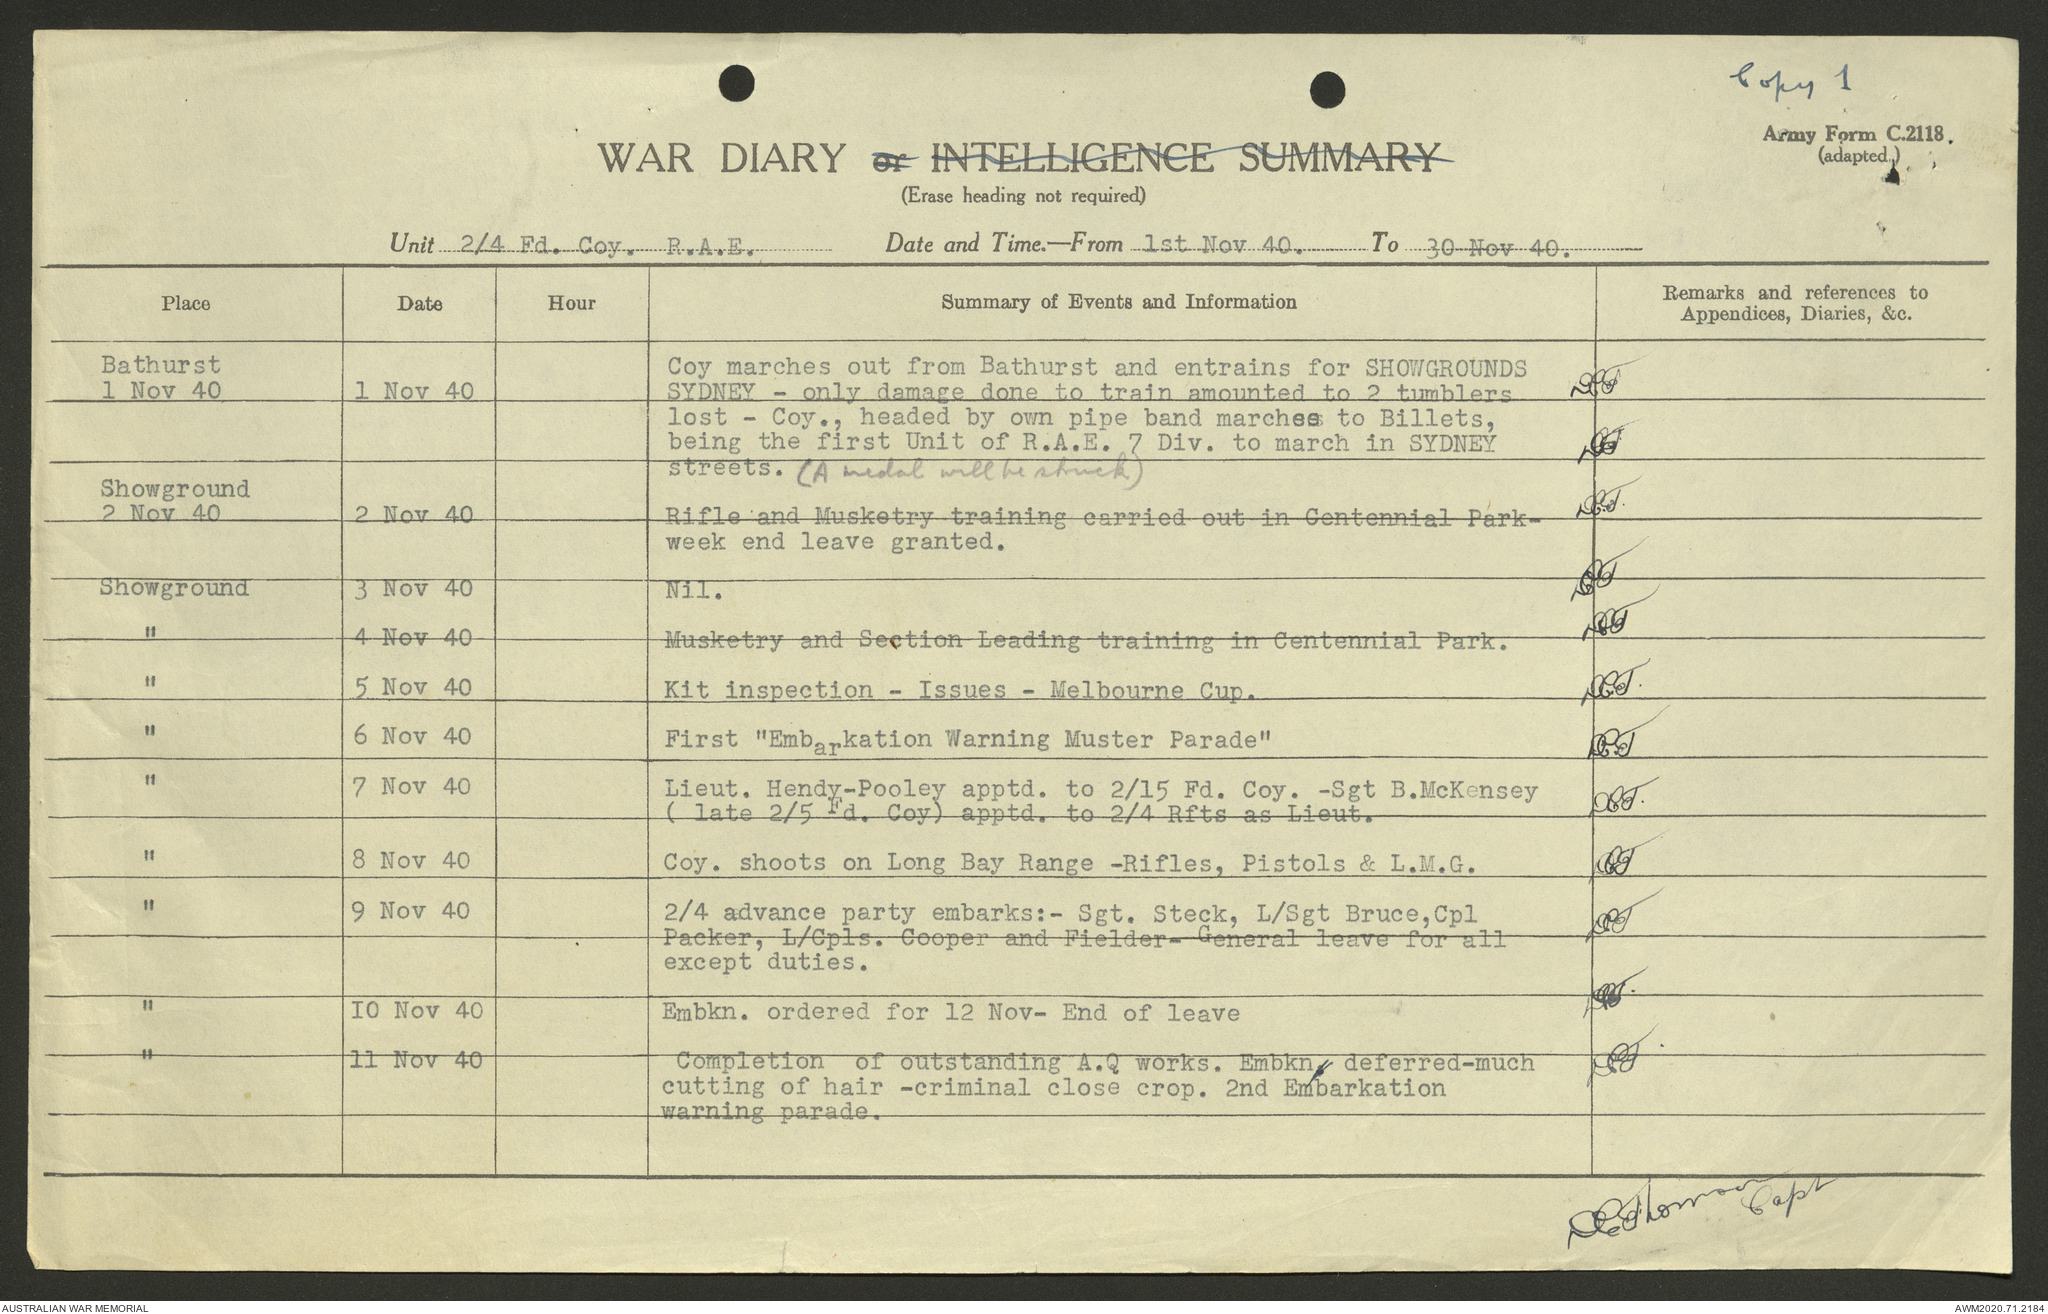 Copy 1
Army Form C.2118.
(adapted.)
WAR DIARY or INTELLIGENCE SUMMARY
(Erase heading not required)
Unit 2/4 Fd. Coy. R.A.E. Date and Time.—From 1st Nov 40. To 30 Nov 40.
Place Date Hour Summary of Events and Information Remarks and references to
Appendices, Diaries, &c.
Bathurst Coy marches out from Bathurst and entrains for SHOWGROUNDS
1 Nov 40 1 Nov 40 SYDNEY - only damage done to train amounted to 2 tumblers
lost - Coy., headed by own pipe band marches to Billets,
being the first Unit of R.A.E. 7 Div. to march in SYDNEY
streets. (A medal will be struck)
Showground
2 Nov 40 2 Nov 40 Rifle and Musketry training carried out in Centennial Park-
week end leave granted.
Showground 3 Nov 40 Nil.
" 4 Nov 40 Musketry and Section Leading training in Centennial Park.
" 5 Nov 40 Kit inspection - Issues - Melbourne Cup.
" 6 Nov 40 First "Embarkation Warning Muster Parade"
" 7 Nov 40 Lieut. Hendy-Pooley apptd. to 2/15 Fd. Coy. -Sgt B.McKensey
( late 2/5 Fd. Coy) apptd. to 2/4 Rfts as Lieut.
" 8 Nov 40 Coy. shoots on Long Bay Range -Rifles, Pistols & L.M.G.
" 9 Nov 40 2/4 advance party embarks:- Sgt. Steck, L/Sgt Bruce,Cpl
Packer, L/Cpls. Cooper and Fielder- General leave for all
except duties.
" 10 Nov 40 Embkn. ordered for 12 Nov- End of leave
" 11 Nov 40 Completion of outstanding A.Q works. Embkn. deferred-much
cutting of hair -criminal close crop. 2nd Embarkation
warning parade.
Capt
AUSTRALIAN WAR MEMORIAL AWM2020.71.2184